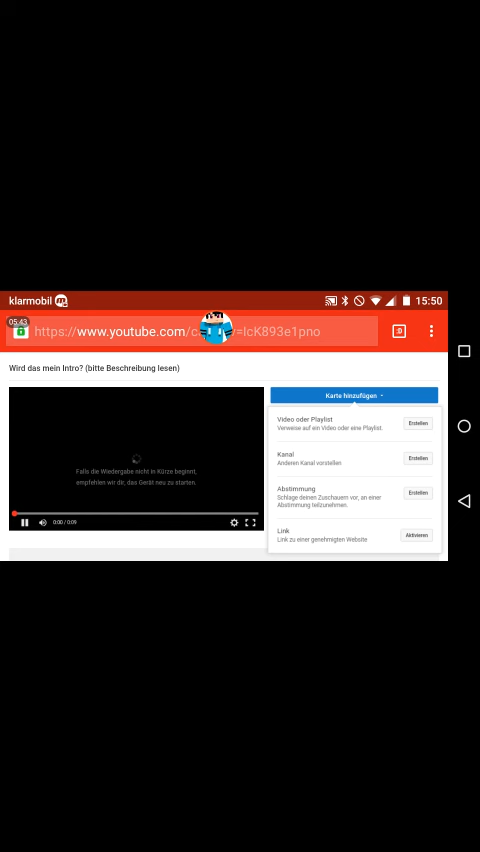 klarmobil
15:50
05:43
https://www.youtube.com/c
=lcK893e1pno
:0
Wird das mein Intro? (bitte Beschreibung lesen)
Falls die Wiedergabe nicht in Kürze beginnt,
empfehlen wir dir, das Gerät neu zu starten.
0:00 / 0:09
Karte hinzufügen
Video oder Playlist
Verweise auf ein Video oder eine Playlist.
Erstellen
Kanal
Anderen Kanal vorstellen
Erstellen
Abstimmung
Schlage deinen Zuschauern vor, an einer
Abstimmung teilzunehmen.
Erstellen
Link
Link zu einer genehmigten Website
Aktivieren